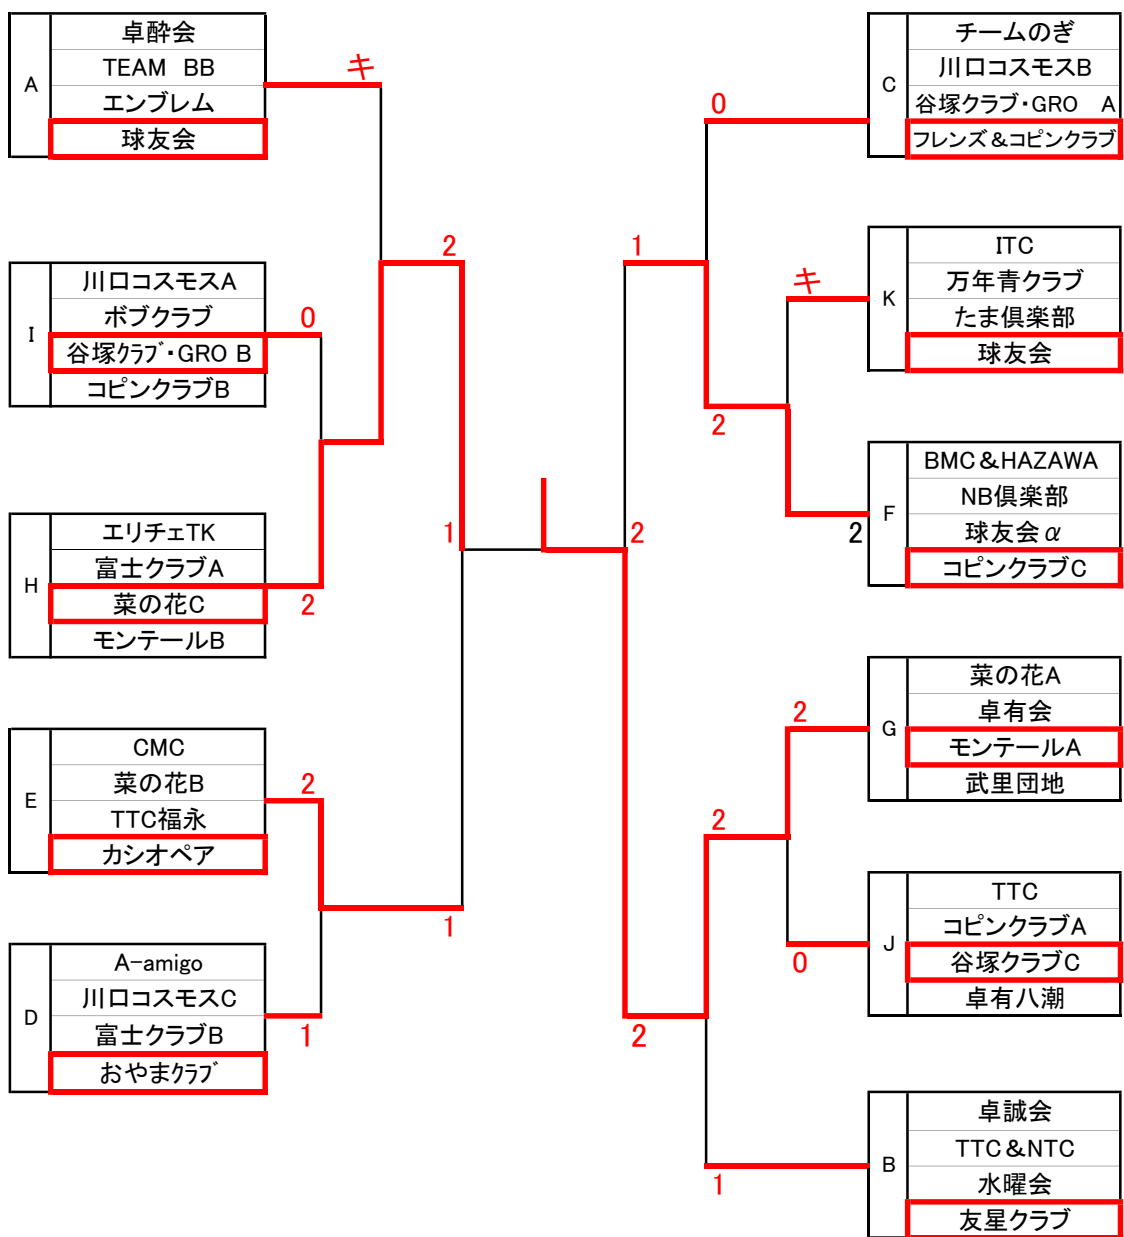 A
卓酔会
TEAM　BB
エンブレム
球友会
キ
I
川口コスモスA
ボブクラブ
谷塚ｸﾗﾌﾞ・GRO B
コピンクラブB
0
2
H
エリチェTK
富士クラブA
菜の花C
モンテールB
2
1
E
CMC
菜の花B
TTC福永
カシオペア
2
1
D
A-amigo
川口コスモスC
富士クラブB
おやまｸﾗﾌﾞ
1
C
チームのぎ
川口コスモスB
谷塚クラブ・GRO　A
フレンズ＆コピンクラブ
0
1
K
ITC
万年青クラブ
たま倶楽部
球友会
キ
2
F
BMC＆HAZAWA
NB倶楽部
球友会α
コピンクラブC
2
2
G
菜の花A
卓有会
モンテールA
武里団地
2
2
J
TTC
コピンクラブA
谷塚クラブC
卓有八潮
0
2
B
卓誠会
TTC＆NTC
水曜会
友星クラブ
1